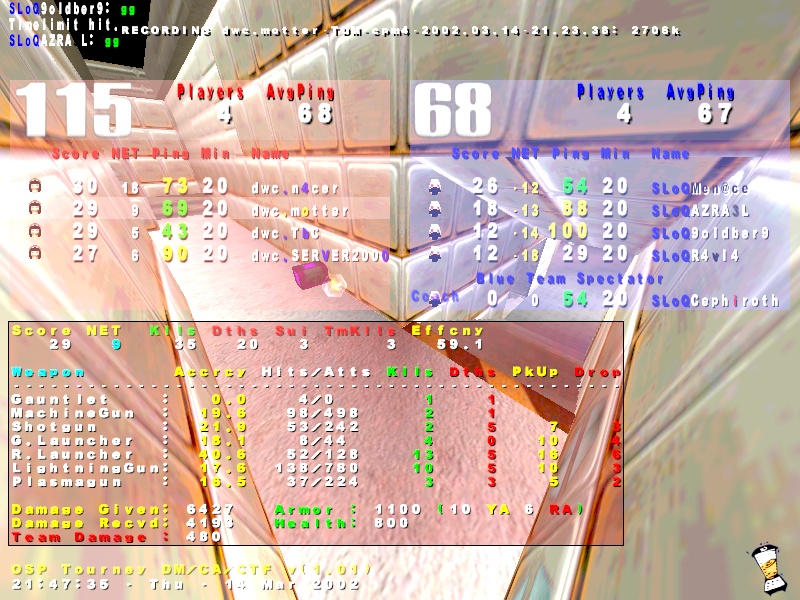 SLoQ9oldber9: gg
Timelimit hit.
RECORDING dwc.motter-TDM-cpm4-2002.03.14-21.23.38: 2706k
SLoQAZRA L: gg
115 Players AvgPing 4 68
68 Players AvgPing 4 67
Score NET Ping Min Name
30 18 73 20 dwc.n4cer
29 9 69 20 dwc.motter
29 5 43 20 dwc.TbC
27 6 90 20 dwc.SERVER2000
Score NET Ping Min Name
26 -12 54 20 SLoQMen@ce
18 -13 88 20 SLoQAZRA3L
12 -14 100 20 SLoQ9oldber9
12 -18 29 20 SLoQR4v14
Blue Team Spectator
Coach 0 0 54 20 SLoQCephiroth
Score NET Klls Dths Sui TmKlls Effcny
29 9 35 20 3 3 59.1
Weapon Accrcy Hits/Atts Klls Dths PkUp Drop
Gauntlet : 0.0 4/0 1 1
MachineGun : 19.6 98/498 2 1
Shotgun : 21.9 53/242 2 5 7
G.Launcher : 18.1 8/44 4 0 10
R.Launcher : 40.6 52/128 13 5 16 6
LightningGun: 17.6 138/780 10 5 10 3
Plasmagun : 16.5 37/224 3 3 5 2
Damage Given: 6427 Armor : 1100 (10 YA 6 RA)
Damage Recvd: 4193 Health: 800
Team Damage : 480
OSP Tourney DM/CA/CTF v(1.01)
21:47:35 - Thu - 14 Mar 2002